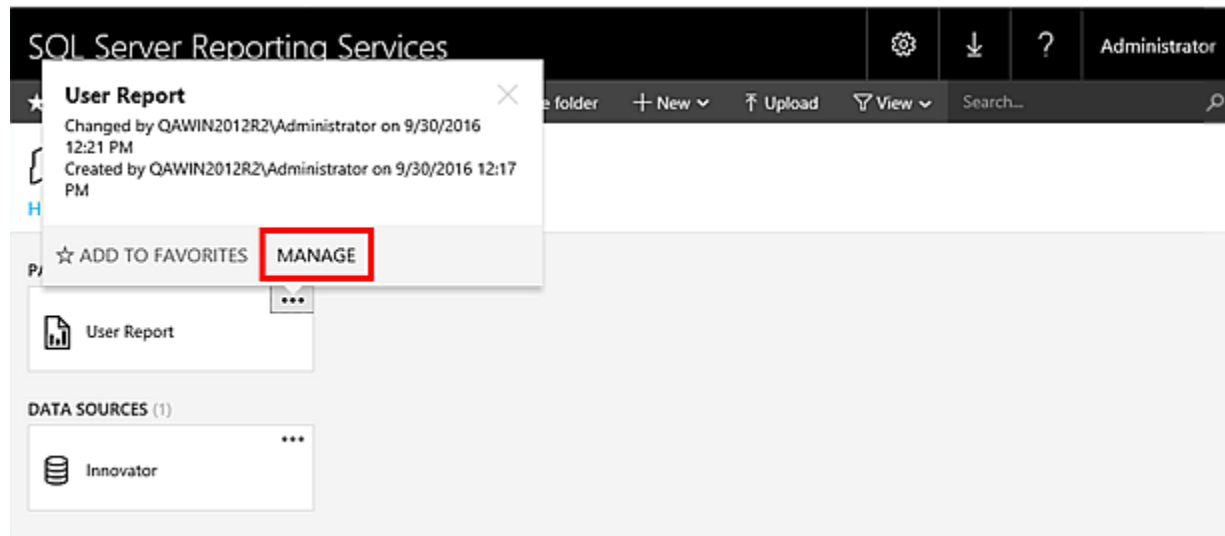 SQL Server Reporting Services
?
Administrator
User Report
Changed by QAWIN2012R2\Administrator on 9/30/2016
12:21 PM
Created by QAWIN2012R2\Administrator on 9/30/2016 12:17
PM
folder
New
Upload
View
Search...
ADD TO FAVORITES
MANAGE
User Report
DATA SOURCES (1)
Innovator